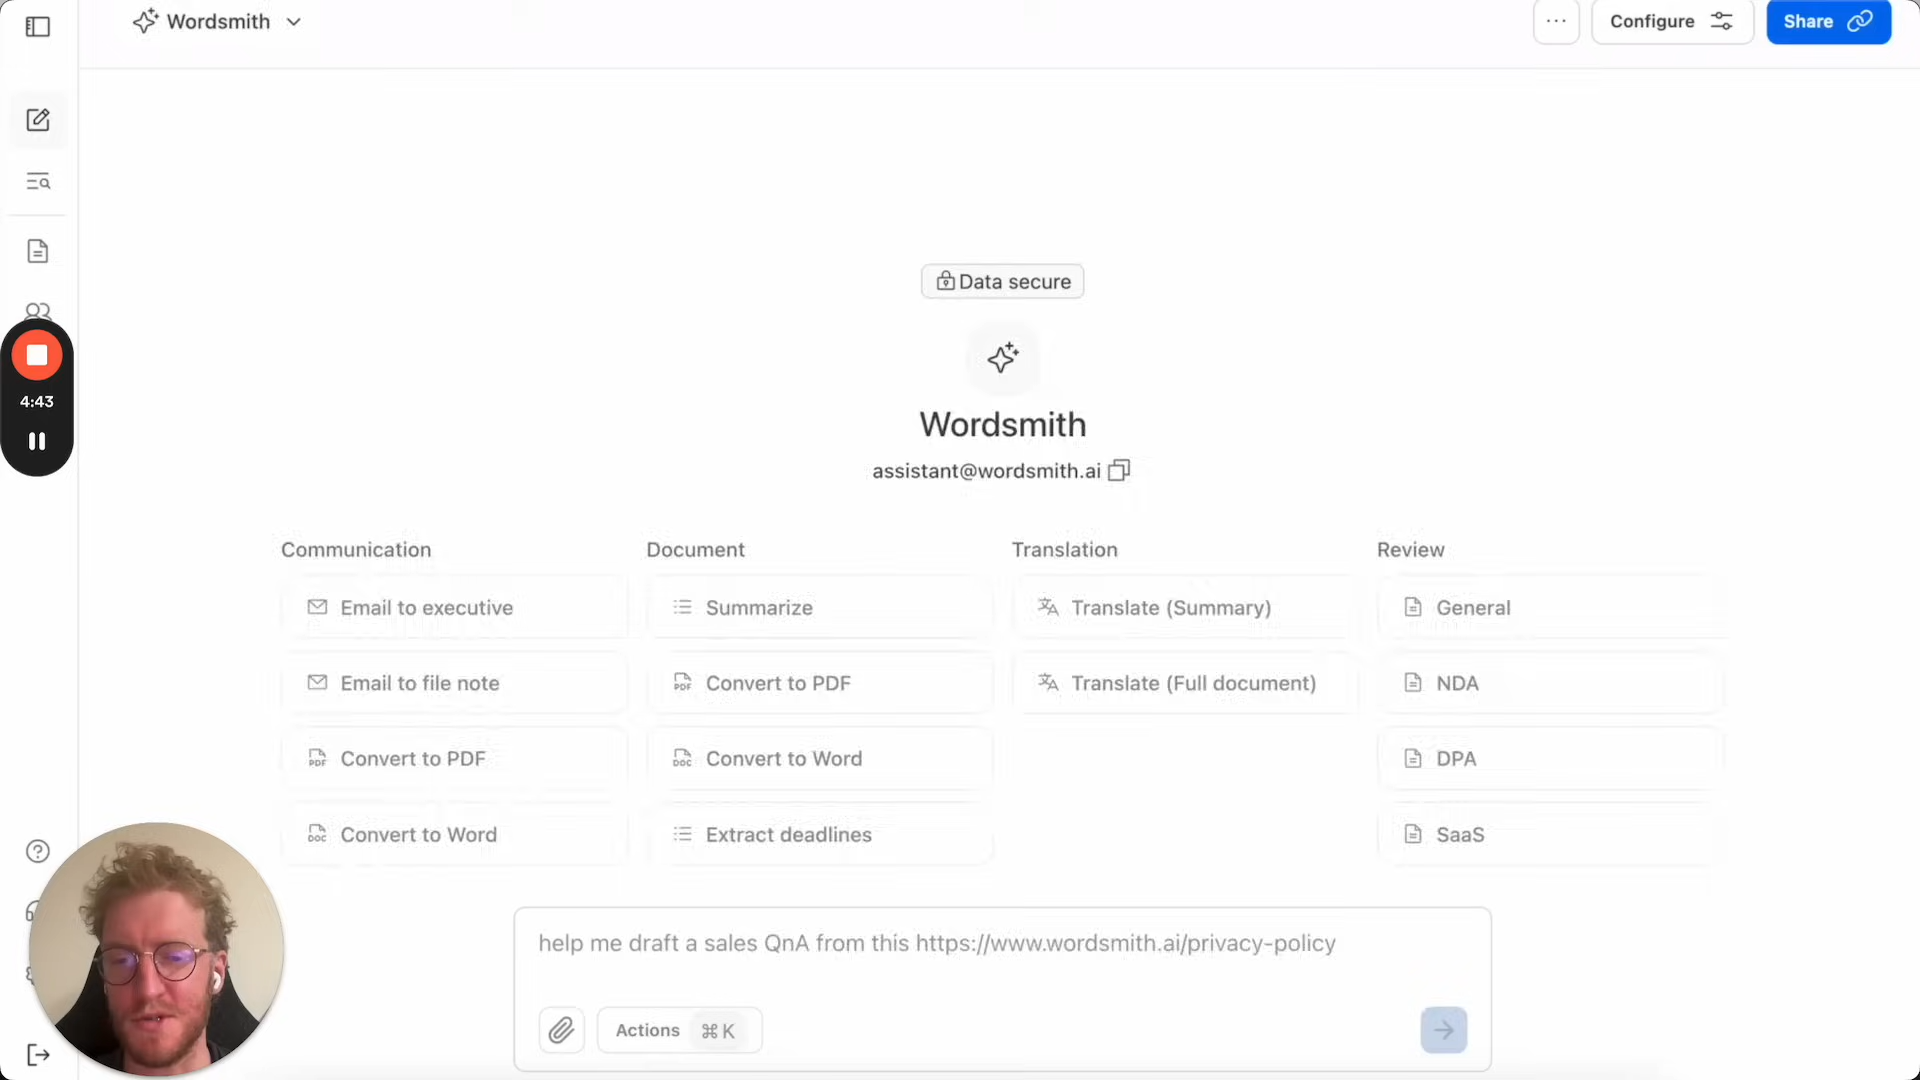 Wordsmith
...
Configure
Share
Data secure
Wordsmith
assistant@wordsmith.ai
Communication
Email to executive
Email to file note
Convert to PDF
Convert to Word
Document
Summarize
Convert to PDF
Convert to Word
Extract deadlines
Translation
Translate (Summary)
Translate (Full document)
Review
General
NDA
DPA
SaaS
4:43
help me draft a sales QnA from this https://www.wordsmith.ai/privacy-policy
Actions ⌘ K